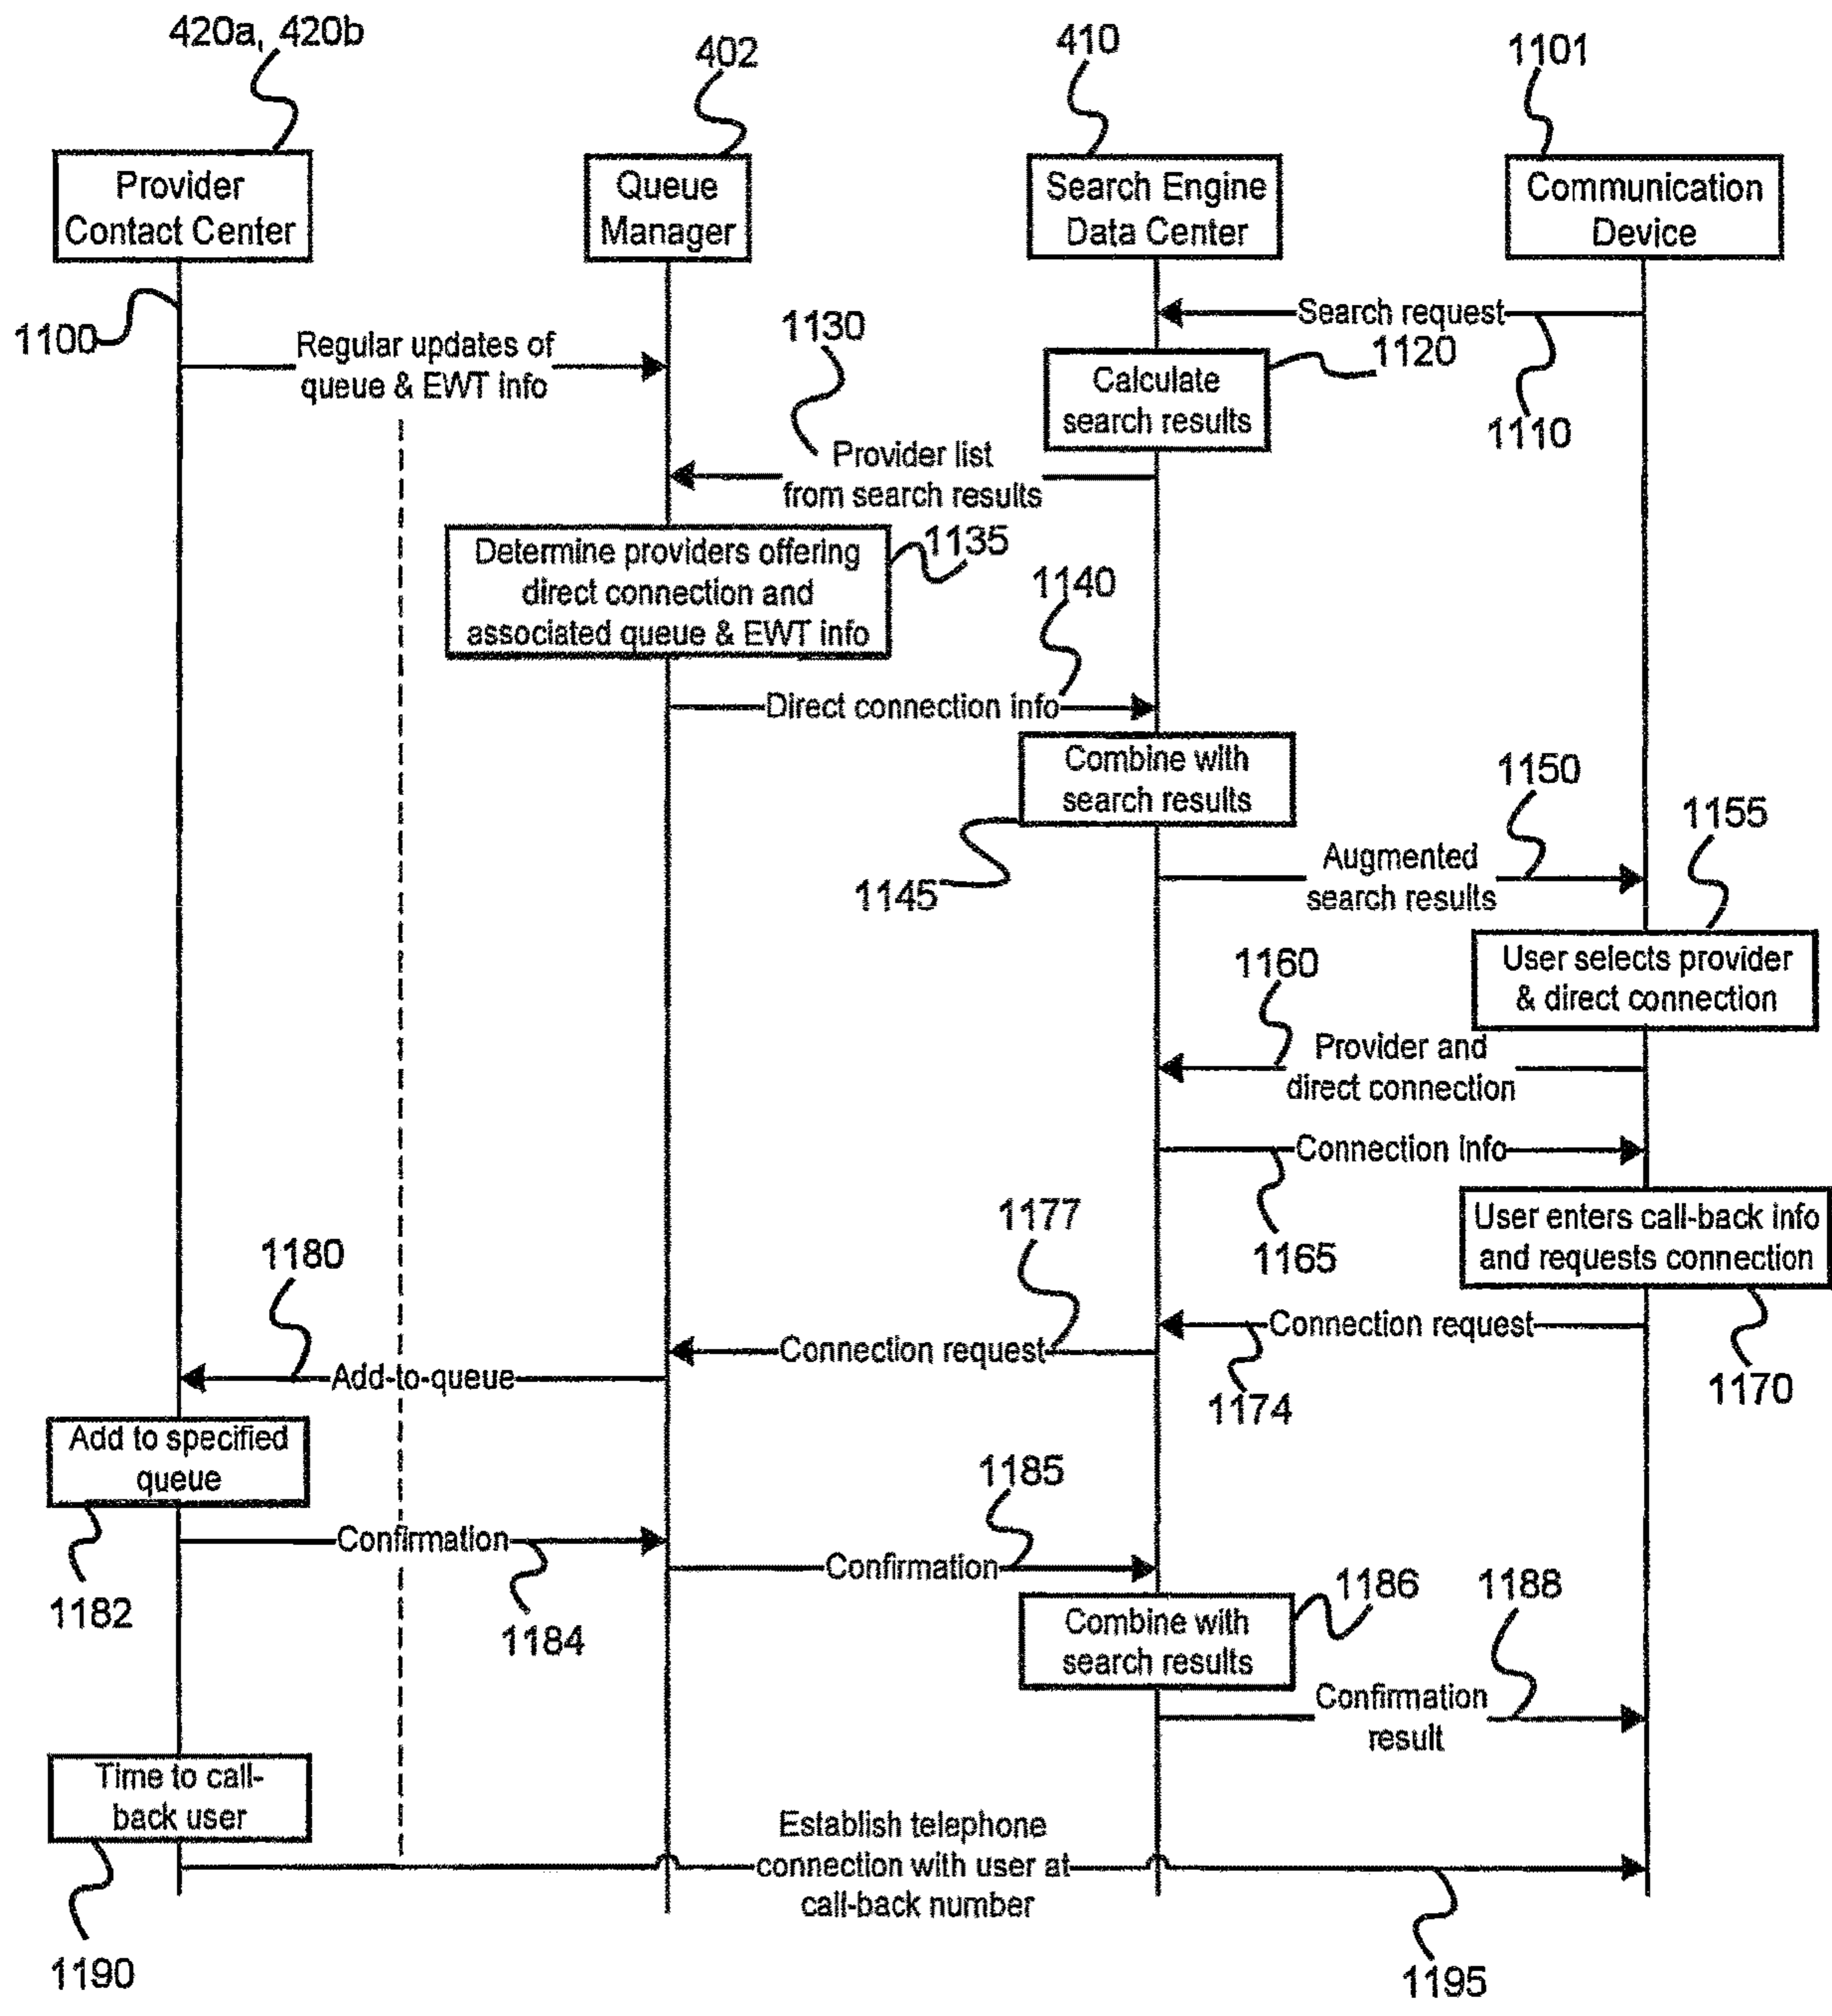 420a, 420b
402
410
1101
Provider
Contact Center
Queue
Manager
Search Engine
Data Center
Communication
Device
1100
Search request
1110
Regular updates of
queue & EWT info
1130
1120
Calculate
search results
Provider list
from search results
Determine providers offering
direct connection and
associated queue & EWT info
1135
1140
Direct connection info
Combine with
search results
1145
1150
Augmented
search results
1155
User selects provider
& direct connection
1160
Provider and
direct connection
Connection info
1165
User enters call-back info
and requests connection
1170
Connection request
1174
1177
Connection request
1180
Add-to-queue
Add to specified
queue
1182
Confirmation
1184
1185
Confirmation
Combine with
search results
1186
1188
Confirmation
result
Time to call-
back user
1190
Establish telephone
connection with user at
call-back number
1195